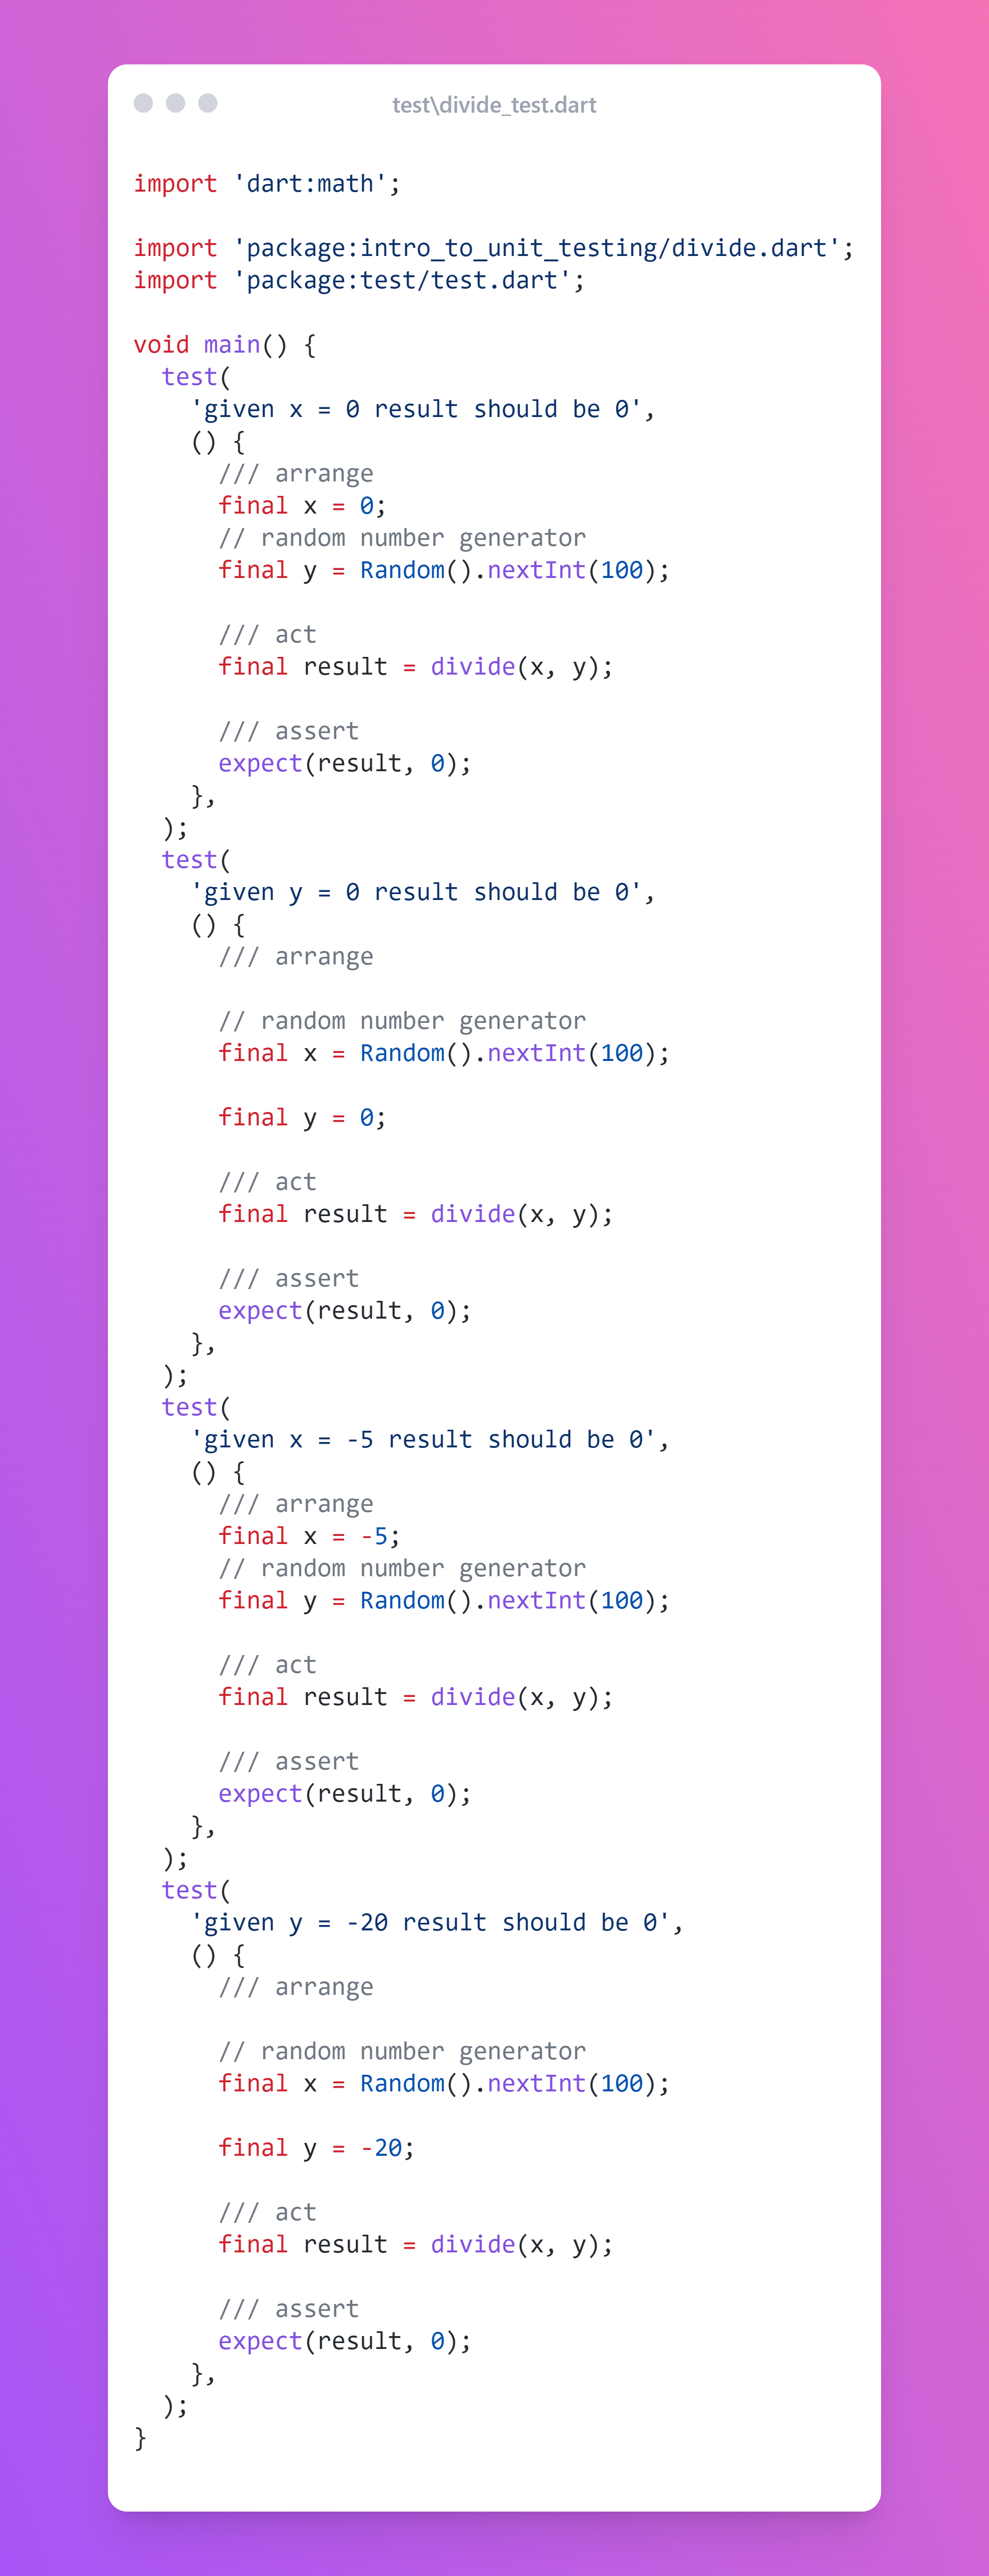 test\divide_test.dart
import 'dart:math';
import 'package:intro_to_unit_testing/divide.dart';
import 'package:test/test.dart';
void main() {
  test(
    'given x = 0 result should be 0',
    () {
      /// arrange
      final x = 0;
      // random number generator
      final y = Random().nextInt(100);
      /// act
      final result = divide(x, y);
      /// assert
      expect(result, 0);
    },
  );
  test(
    'given y = 0 result should be 0',
    () {
      /// arrange
      // random number generator
      final x = Random().nextInt(100);
      final y = 0;
      /// act
      final result = divide(x, y);
      /// assert
      expect(result, 0);
    },
  );
  test(
    'given x = -5 result should be 0',
    () {
      /// arrange
      final x = -5;
      // random number generator
      final y = Random().nextInt(100);
      /// act
      final result = divide(x, y);
      /// assert
      expect(result, 0);
    },
  );
  test(
    'given y = -20 result should be 0',
    () {
      /// arrange
      // random number generator
      final x = Random().nextInt(100);
      final y = -20;
      /// act
      final result = divide(x, y);
      /// assert
      expect(result, 0);
    },
  );
}